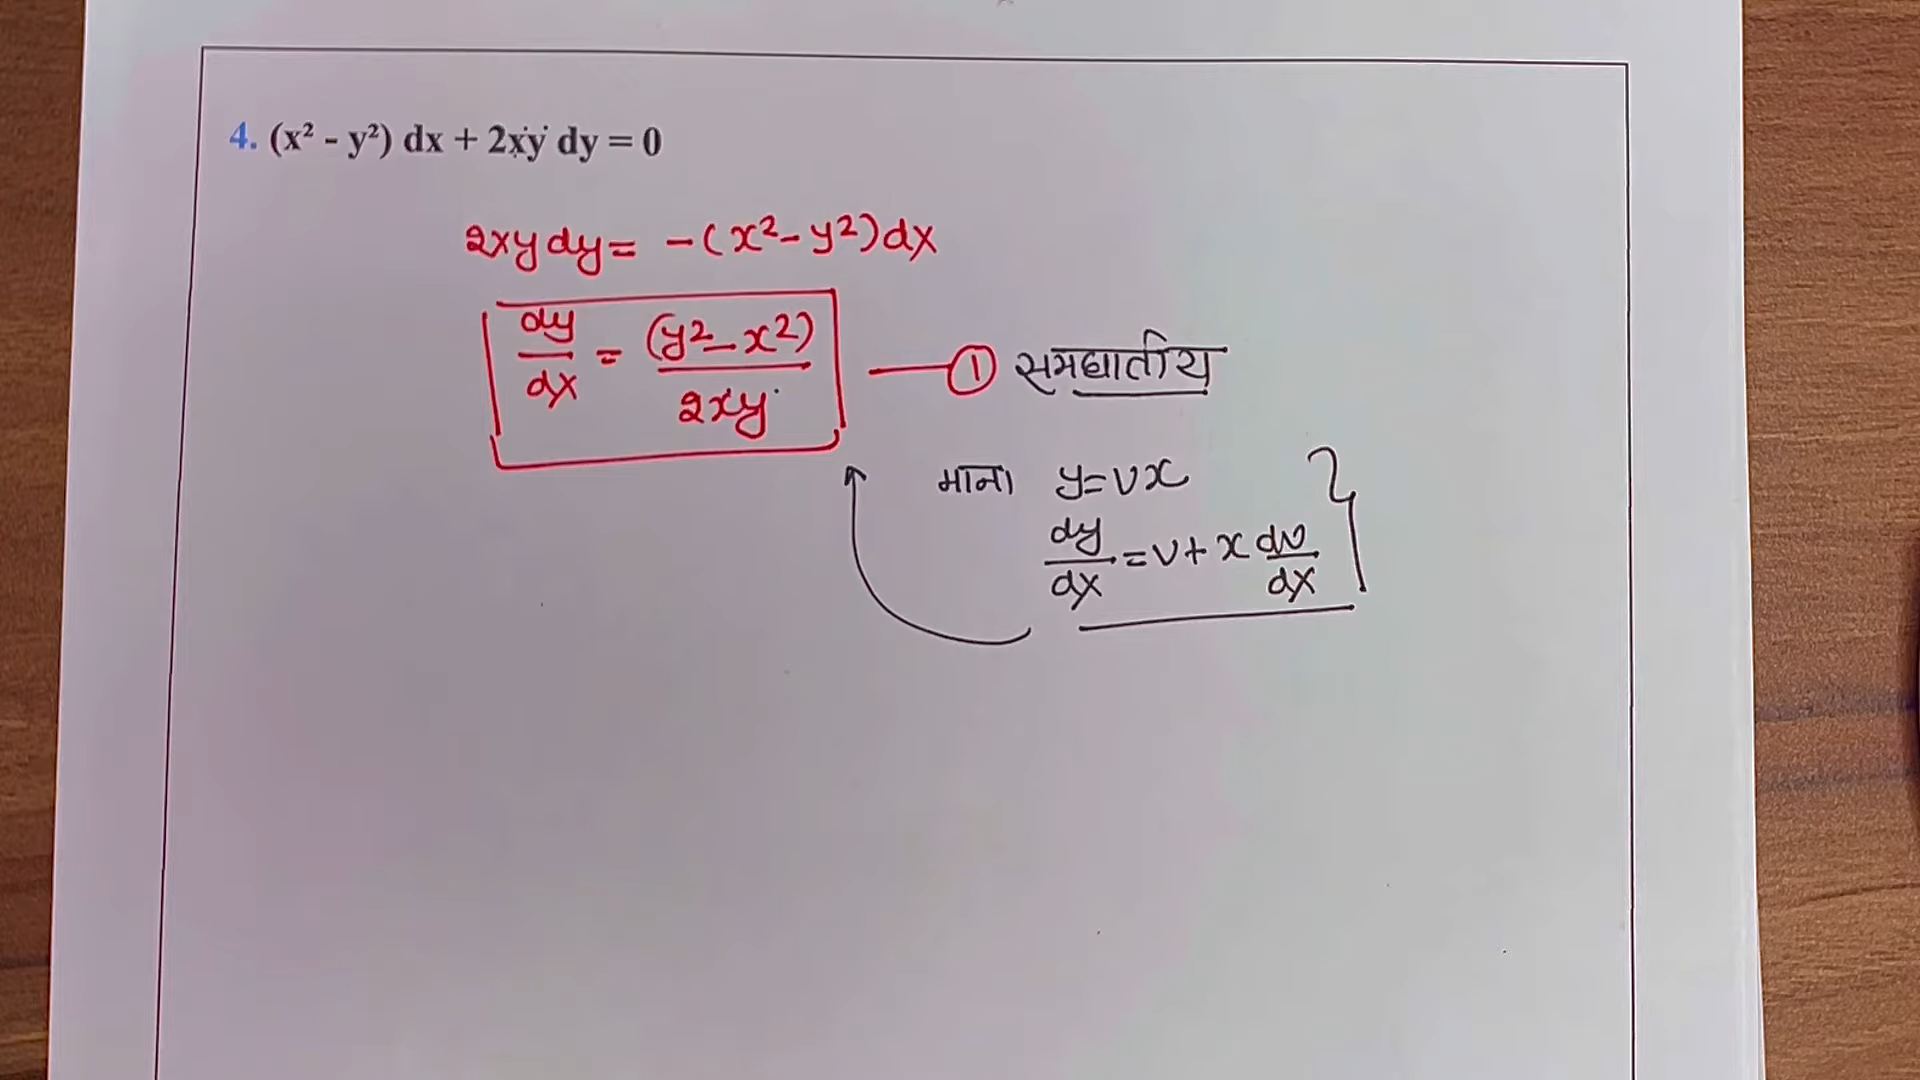 4. (x² - y²) dx + 2xy dy = 0
2xy dy = -(x² - y²) dx
dy/dx = (y² - x²)/2xy — ① समघातीय
माना y = vx
dy/dx = v + x dv/dx